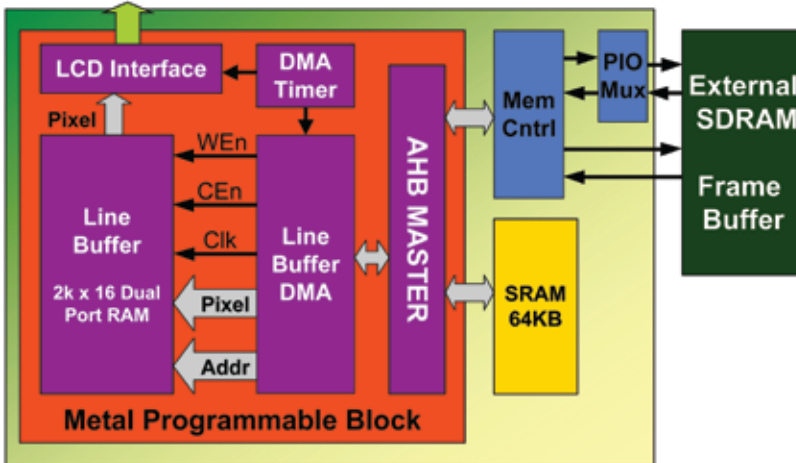 LCD Interface
DMA
Timer
Pixel
WEn
CEn
Clk
Pixel
Addr
Line
Buffer
2k x 16 Dual
Port RAM
Line
Buffer
DMA
AHB MASTER
Metal Programmable Block
Mem
Cntrl
PIO
Mux
SRAM
64KB
External
SDRAM
Frame
Buffer